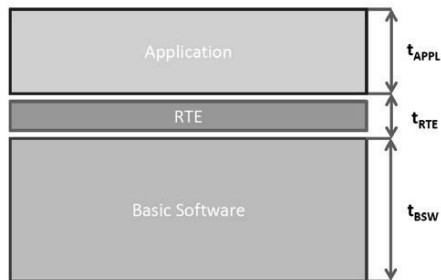 Application
t_APPL
RTE
t_RTE
Basic Software
t_BSW